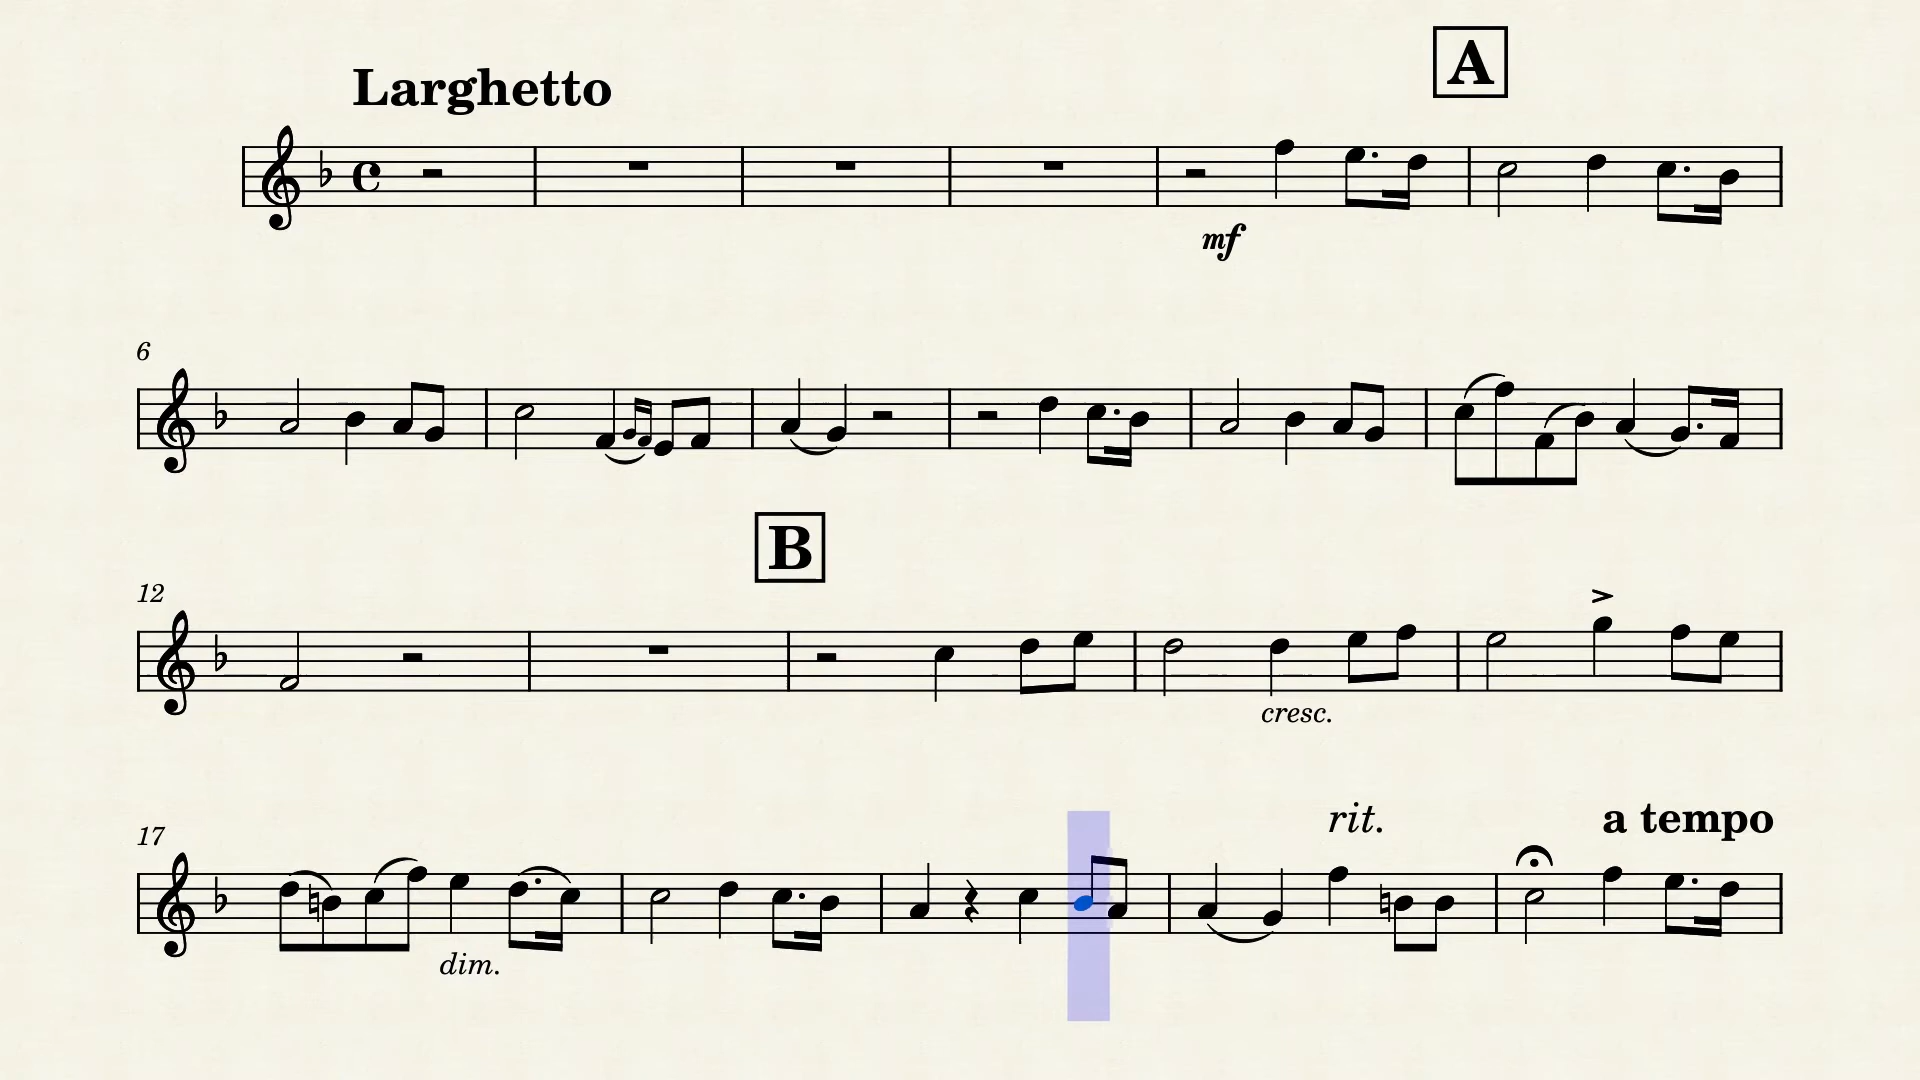 A
Larghetto
mf
6
B
12
cresc.
rit. a tempo
17
dim.